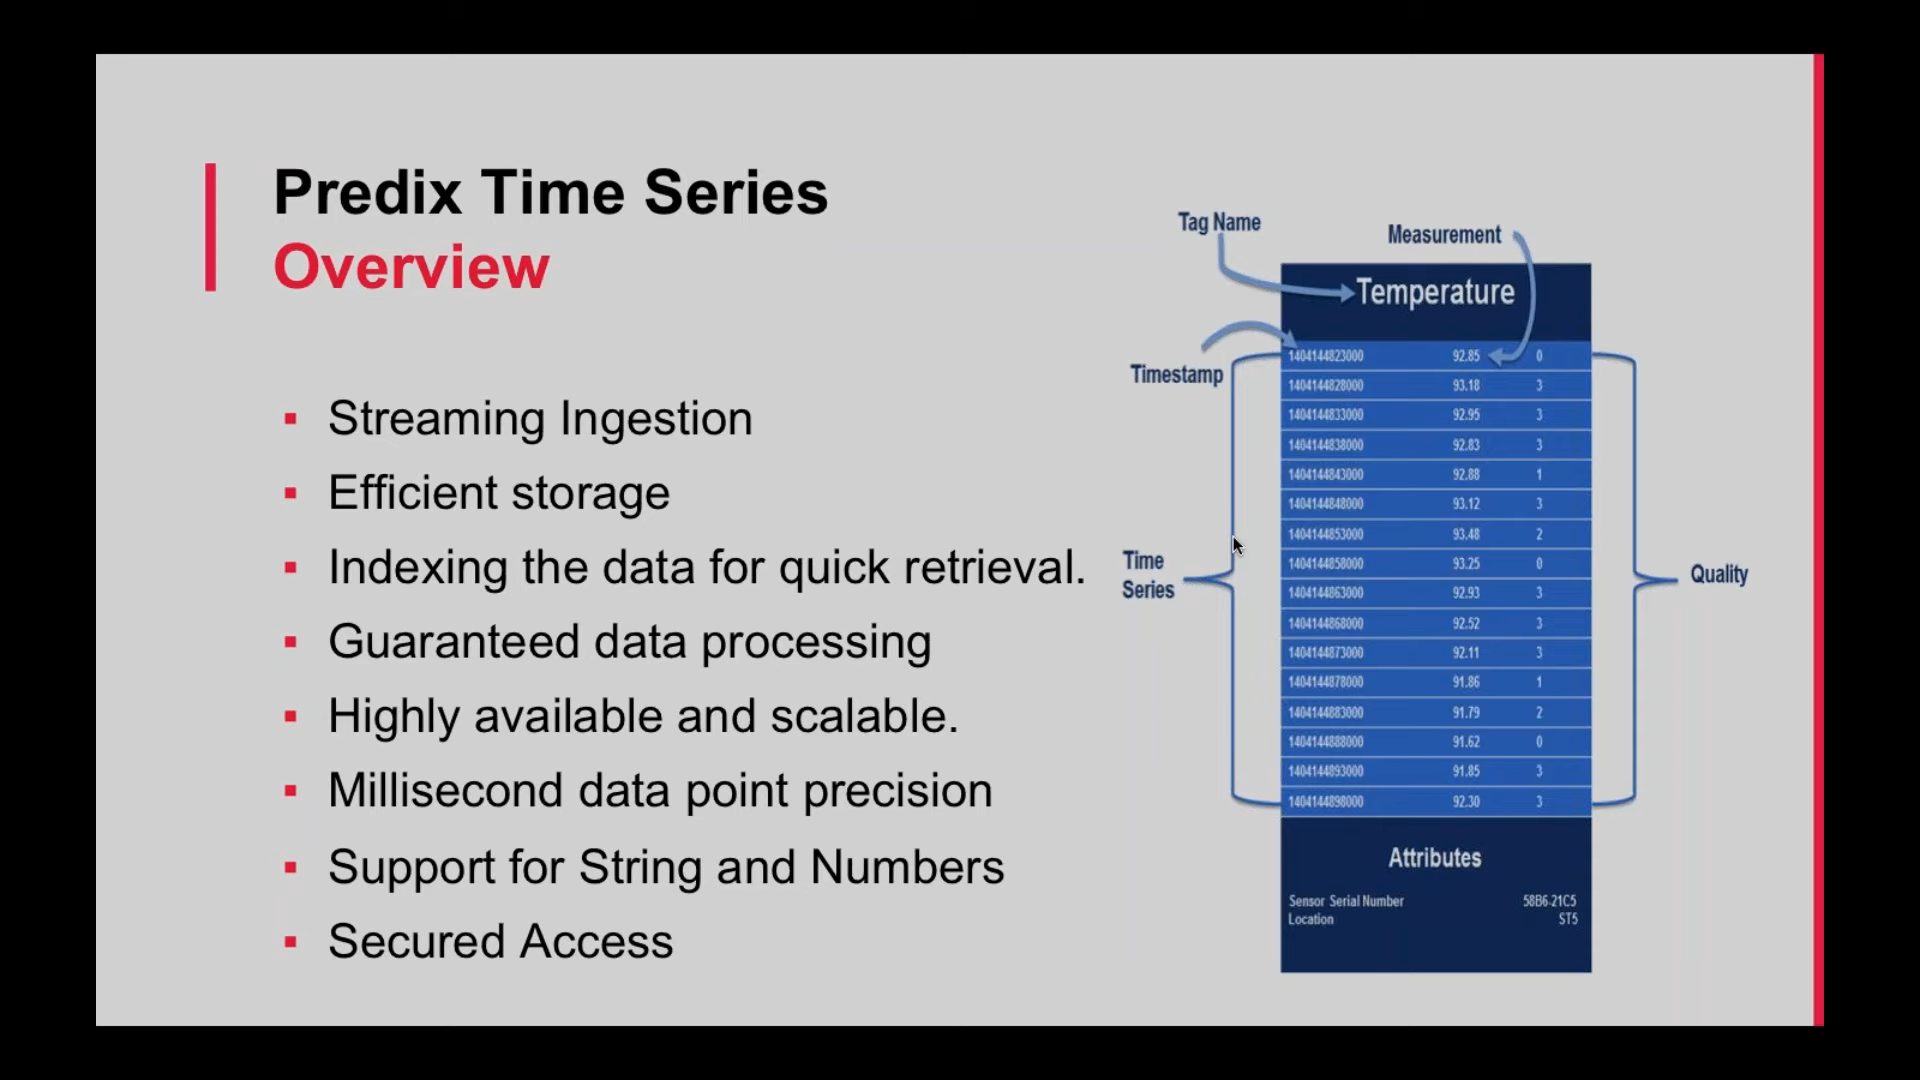 Predix Time Series
Overview
▪ Streaming Ingestion
▪ Efficient storage
▪ Indexing the data for quick retrieval.
▪ Guaranteed data processing
▪ Highly available and scalable.
▪ Millisecond data point precision
▪ Support for String and Numbers
▪ Secured Access
Tag Name
Measurement
Temperature
Timestamp
1404144823000 92.85 0
1404144828000 93.18 3
1404144833000 92.95 3
1404144838000 92.83 3
1404144843000 92.88 1
1404144848000 93.12 3
1404144853000 93.48 2
1404144858000 93.25 0
1404144863000 92.93 3
1404144868000 92.52 3
1404144873000 92.11 3
1404144878000 91.86 1
1404144883000 91.79 2
1404144888000 91.62 0
1404144893000 91.85 3
1404144898000 92.30 3
Time
Series
Quality
Attributes
Sensor Serial Number 58B6-21C5
Location ST5